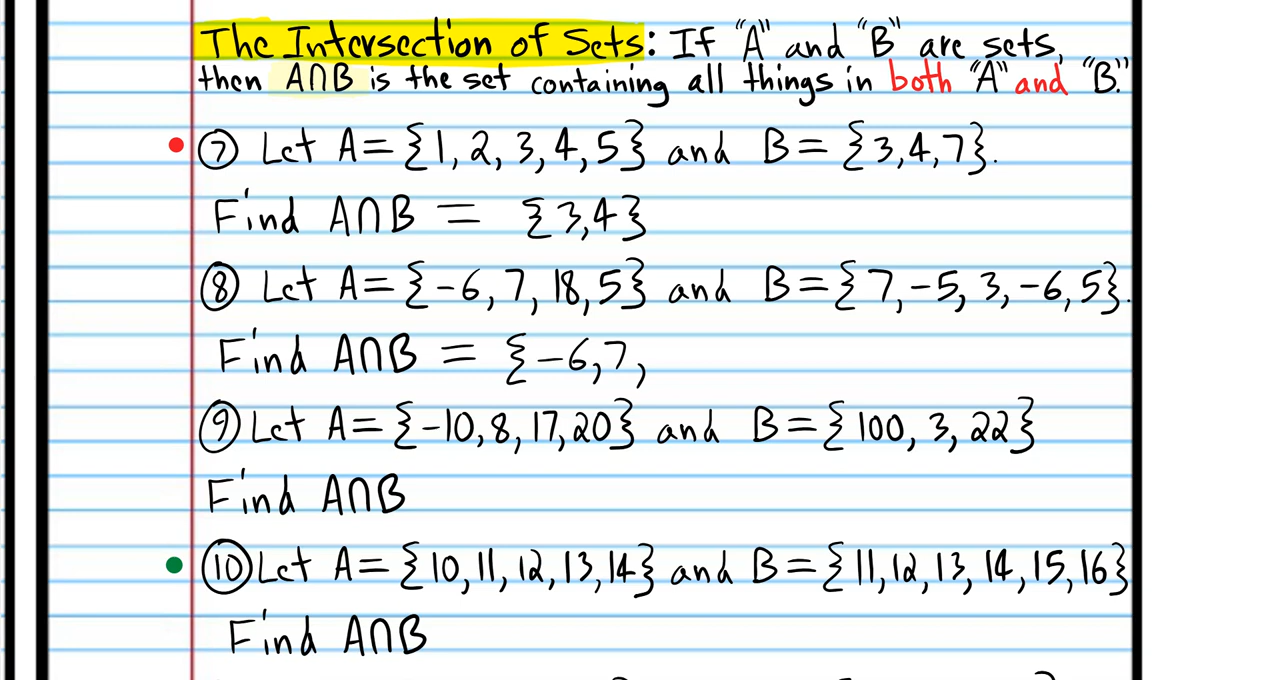 The Intersection of Sets: If "A" and "B" are sets,
then A∩B is the set containing all things in both "A" and "B."
⑦ Let A = {1, 2, 3, 4, 5} and B = {3,4,7}.
Find A∩B = {3,4}
⑧ Let A = {-6, 7, 18, 5} and B = {7, -5, 3, -6, 5}.
Find A∩B = {-6,7,
⑨ Let A = {-10, 8, 17, 20} and B = {100, 3, 22}
Find A∩B
⑩ Let A = {10, 11, 12, 13, 14} and B = {11, 12, 13, 14, 15, 16}
Find A∩B